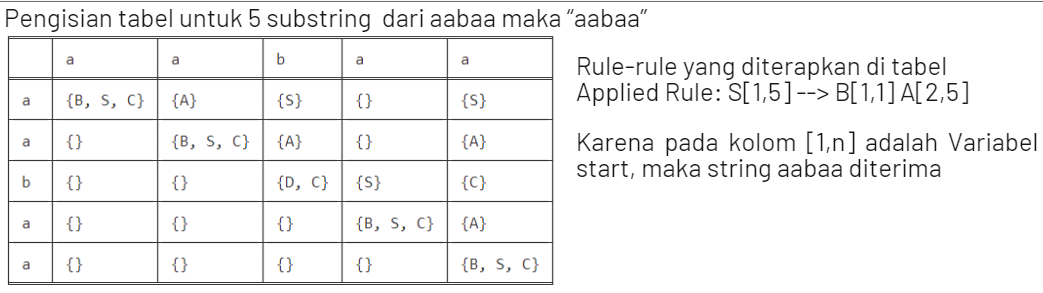 Pengisian tabel untuk 5 substring dari aabaa maka “aabaa”
a a b a a
a {B, S, C} {A} {S} {} {S}
a {} {B, S, C} {A} {} {A}
b {} {} {D, C} {S} {C}
a {} {} {} {B, S, C} {A}
a {} {} {} {} {B, S, C}
Rule-rule yang diterapkan di tabel
Applied Rule: S[1,5] --> B[1,1] A[2,5]
Karena pada kolom [1,n] adalah Variabel
start, maka string aabaa diterima